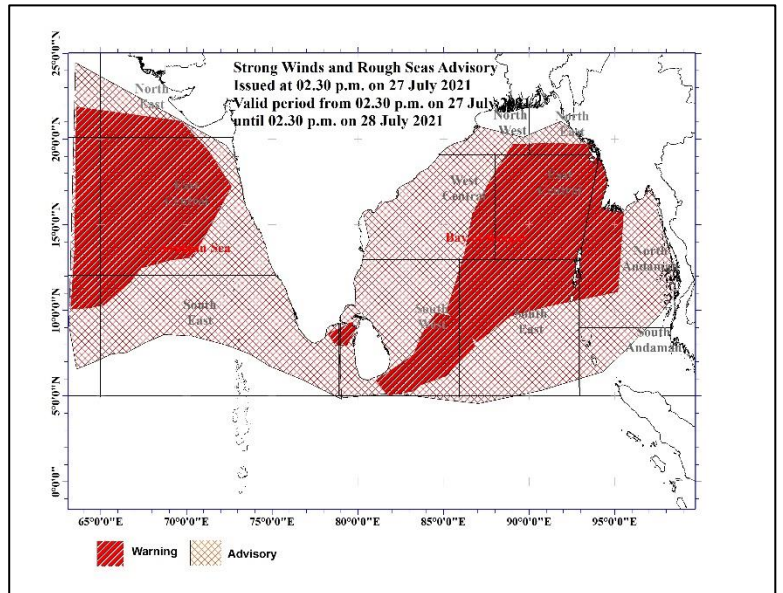 Strong Winds and Rough Seas Advisory
Issued at 02.30 p.m. on 27 July 2021
Valid period from 02.30 p.m. on 27 July
until 02.30 p.m. on 28 July 2021
25°0'0"N
20°0'0"N
15°0'0"N
10°0'0"N
5°0'0"N
0°0'0"
North
East
North
West
North
East
West
Central
East
Central
Sea
South
East
South
West
South
East
North
Andaman
South
Andaman
65°0'0"E
70°0'0"E
75°0'0"E
80°0'0"E
85°0'0"E
90°0'0"E
95°0'0"E
Warning
Advisory